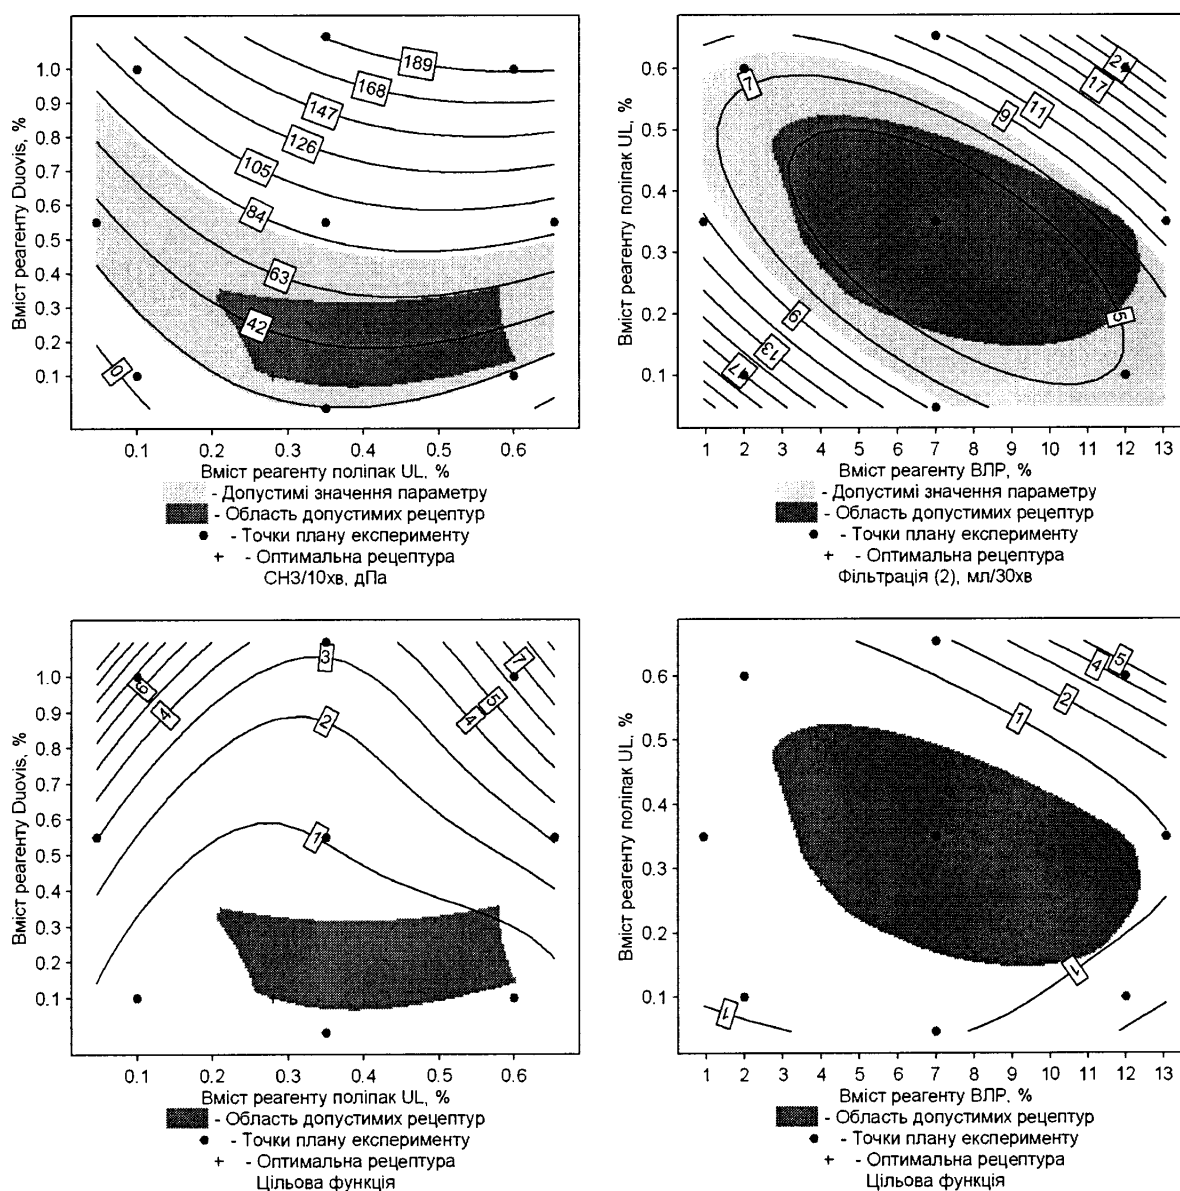 189
168
147
126
105
84
63
42
0
1.0
0.9
0.8
0.7
0.6
0.5
0.4
0.3
0.2
0.1
Вміст реагенту Duovis, %
0.1 0.2 0.3 0.4 0.5 0.6
Вміст реагенту поліпак UL, %
- Допустимі значення параметру
- Область допустимих рецептур
- Точки плану експерименту
+ - Оптимальна рецептура
СНЗ/10хв, дПа
7
9
11
17
5
9
13
17
0.6
0.5
0.4
0.3
0.2
0.1
Вміст реагенту поліпак UL, %
1 2 3 4 5 6 7 8 9 10 11 12 13
Вміст реагенту ВЛР, %
- Допустимі значення параметру
- Область допустимих рецептур
- Точки плану експерименту
+ - Оптимальна рецептура
Фільтрація (2), мл/30хв
3
2
1
4
4
5
7
1.0
0.9
0.8
0.7
0.6
0.5
0.4
0.3
0.2
0.1
Вміст реагенту Duovis, %
0.1 0.2 0.3 0.4 0.5 0.6
Вміст реагенту поліпак UL, %
- Область допустимих рецептур
- Точки плану експерименту
+ - Оптимальна рецептура
Цільова функція
4
5
2
1
1
1
0.6
0.5
0.4
0.3
0.2
0.1
Вміст реагенту поліпак UL, %
1 2 3 4 5 6 7 8 9 10 11 12 13
Вміст реагенту ВЛР, %
- Область допустимих рецептур
- Точки плану експерименту
+ - Оптимальна рецептура
Цільова функція